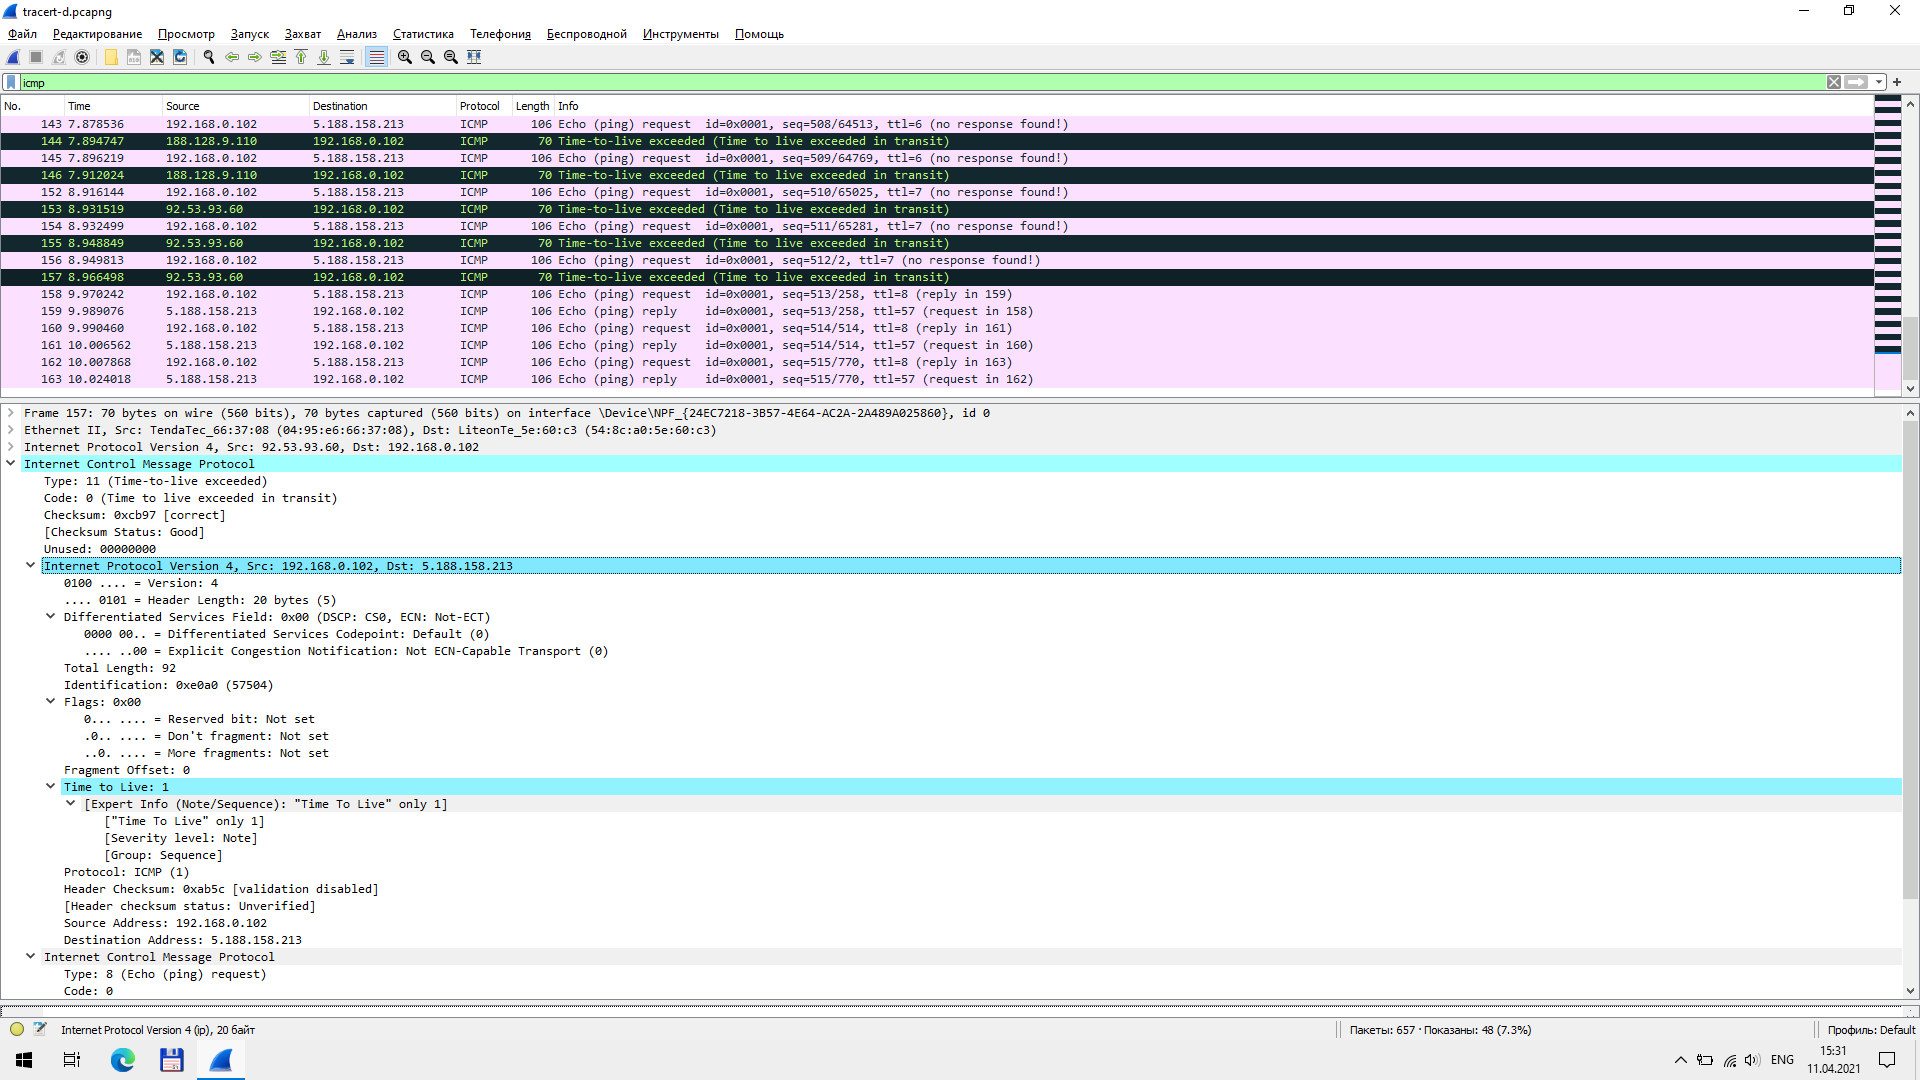 tracert-d.pcapng
Файл Редактирование Просмотр Запуск Захват Анализ Статистика Телефония Беспроводной Инструменты Помощь
icmp
No. Time Source Destination Protocol Length Info
143 7.878536 192.168.0.102 5.188.158.213 ICMP 106 Echo (ping) request id=0x0001, seq=508/64513, ttl=6 (no response found!)
144 7.894747 188.128.9.110 192.168.0.102 ICMP 70 Time-to-live exceeded (Time to live exceeded in transit)
145 7.896219 192.168.0.102 5.188.158.213 ICMP 106 Echo (ping) request id=0x0001, seq=509/64769, ttl=6 (no response found!)
146 7.912024 188.128.9.110 192.168.0.102 ICMP 70 Time-to-live exceeded (Time to live exceeded in transit)
152 8.916144 192.168.0.102 5.188.158.213 ICMP 106 Echo (ping) request id=0x0001, seq=510/65025, ttl=7 (no response found!)
153 8.931519 92.53.93.60 192.168.0.102 ICMP 70 Time-to-live exceeded (Time to live exceeded in transit)
154 8.932499 192.168.0.102 5.188.158.213 ICMP 106 Echo (ping) request id=0x0001, seq=511/65281, ttl=7 (no response found!)
155 8.948849 92.53.93.60 192.168.0.102 ICMP 70 Time-to-live exceeded (Time to live exceeded in transit)
156 8.949813 192.168.0.102 5.188.158.213 ICMP 106 Echo (ping) request id=0x0001, seq=512/2, ttl=7 (no response found!)
157 8.966498 92.53.93.60 192.168.0.102 ICMP 70 Time-to-live exceeded (Time to live exceeded in transit)
158 9.970242 192.168.0.102 5.188.158.213 ICMP 106 Echo (ping) request id=0x0001, seq=513/258, ttl=8 (reply in 159)
159 9.989076 5.188.158.213 192.168.0.102 ICMP 106 Echo (ping) reply id=0x0001, seq=513/258, ttl=57 (request in 158)
160 9.990460 192.168.0.102 5.188.158.213 ICMP 106 Echo (ping) request id=0x0001, seq=514/514, ttl=8 (reply in 161)
161 10.006562 5.188.158.213 192.168.0.102 ICMP 106 Echo (ping) reply id=0x0001, seq=514/514, ttl=57 (request in 160)
162 10.007868 192.168.0.102 5.188.158.213 ICMP 106 Echo (ping) request id=0x0001, seq=515/770, ttl=8 (reply in 163)
163 10.024018 5.188.158.213 192.168.0.102 ICMP 106 Echo (ping) reply id=0x0001, seq=515/770, ttl=57 (request in 162)
Frame 157: 70 bytes on wire (560 bits), 70 bytes captured (560 bits) on interface \Device\NPF_{24EC7218-3B57-4E64-AC2A-2A489A025860}, id 0
Ethernet II, Src: TendaTec_66:37:08 (04:95:e6:66:37:08), Dst: LiteonTe_5e:60:c3 (54:8c:a0:5e:60:c3)
Internet Protocol Version 4, Src: 92.53.93.60, Dst: 192.168.0.102
Internet Control Message Protocol
Type: 11 (Time-to-live exceeded)
Code: 0 (Time to live exceeded in transit)
Checksum: 0xcb97 [correct]
[Checksum Status: Good]
Unused: 00000000
Internet Protocol Version 4, Src: 192.168.0.102, Dst: 5.188.158.213
0100 .... = Version: 4
.... 0101 = Header Length: 20 bytes (5)
Differentiated Services Field: 0x00 (DSCP: CS0, ECN: Not-ECT)
0000 00.. = Differentiated Services Codepoint: Default (0)
.... ..00 = Explicit Congestion Notification: Not ECN-Capable Transport (0)
Total Length: 92
Identification: 0xe0a0 (57504)
Flags: 0x00
0... .... = Reserved bit: Not set
.0.. .... = Don't fragment: Not set
..0. .... = More fragments: Not set
Fragment Offset: 0
Time to Live: 1
[Expert Info (Note/Sequence): "Time To Live" only 1]
["Time To Live" only 1]
[Severity level: Note]
[Group: Sequence]
Protocol: ICMP (1)
Header Checksum: 0xab5c [validation disabled]
[Header checksum status: Unverified]
Source Address: 192.168.0.102
Destination Address: 5.188.158.213
Internet Control Message Protocol
Type: 8 (Echo (ping) request)
Code: 0
Internet Protocol Version 4 (ip), 20 байт Пакеты: 657 · Показаны: 48 (7.3%) Профиль: Default
ENG 15:31
11.04.2021